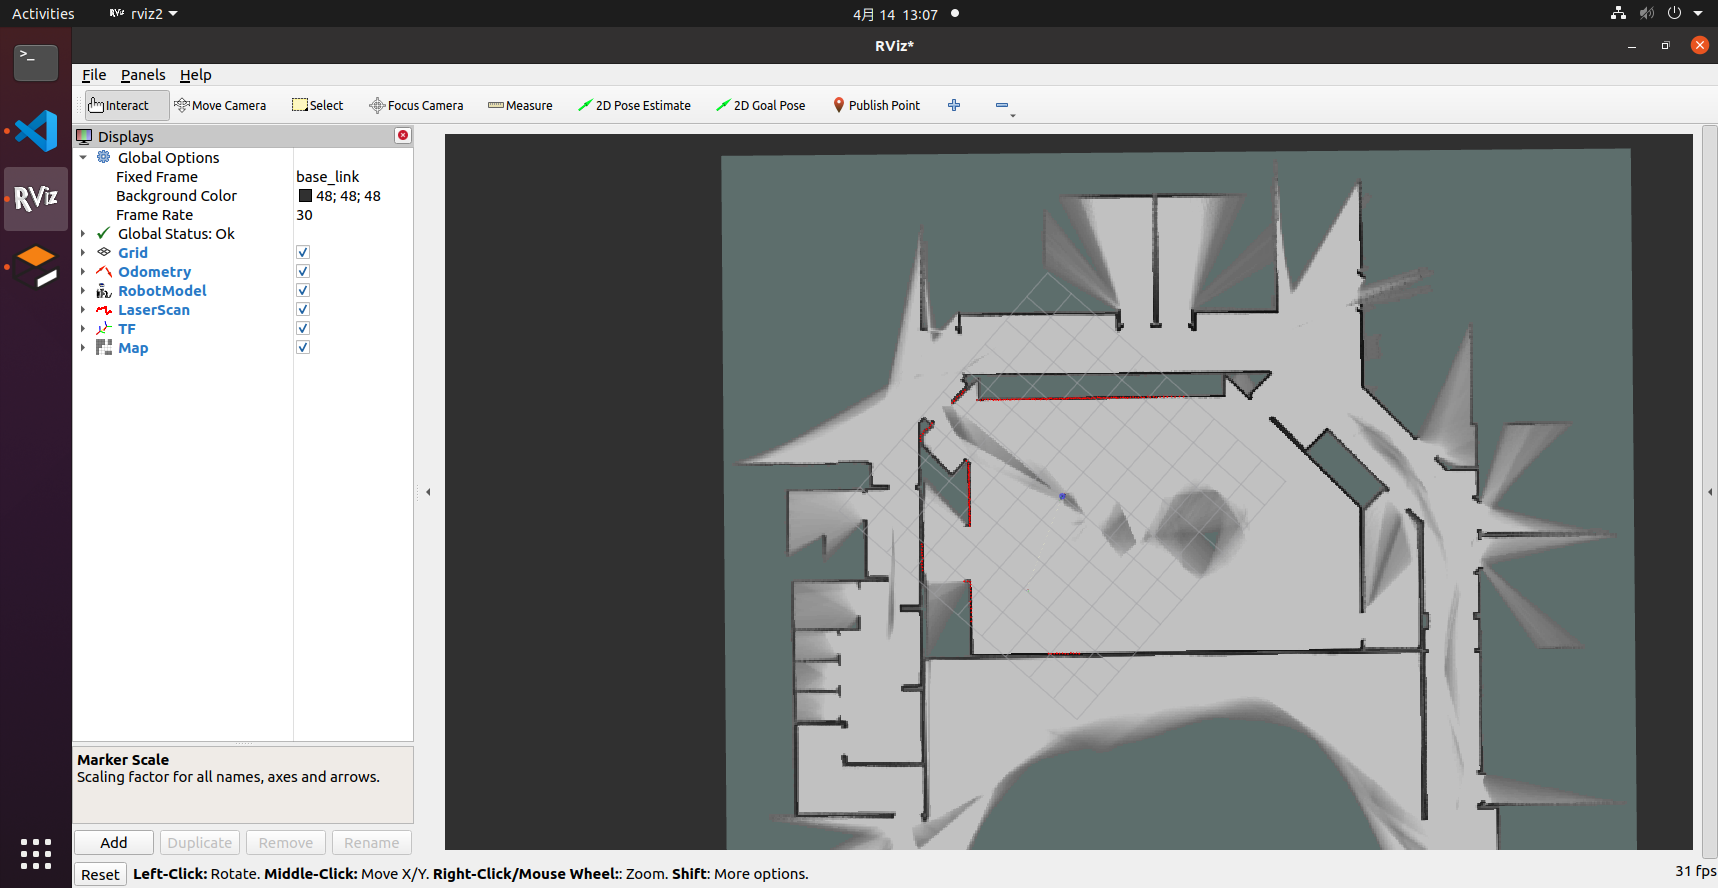 Activities RViz rviz2 4月 14 13:07
RViz*
File Panels Help
Interact Move Camera Select Focus Camera Measure 2D Pose Estimate 2D Goal Pose Publish Point
Displays
Global Options
Fixed Frame base_link
Background Color 48; 48; 48
Frame Rate 30
Global Status: Ok
Grid
Odometry
RobotModel
LaserScan
TF
Map
RViz
Marker Scale
Scaling factor for all names, axes and arrows.
Add Duplicate Remove Rename
Reset Left-Click: Rotate. Middle-Click: Move X/Y. Right-Click/Mouse Wheel:: Zoom. Shift: More options. 31 fps